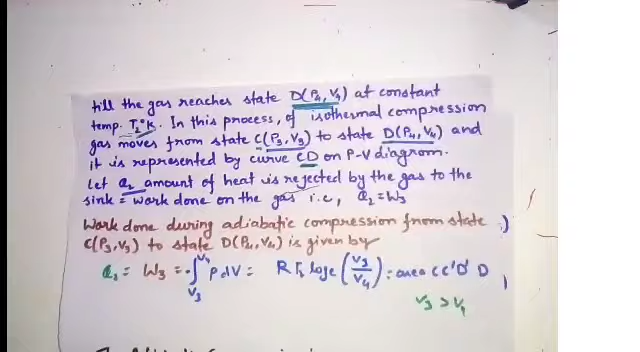 till the gas reaches state D(P₄, V₄) at constant
temp. T₂°K. In this process, of isothermal compression
gas moves from state C(P₃, V₃) to state D(P₄, V₄) and
it is represented by curve CD on P-V diagram.
Let Q₂ amount of heat is rejected by the gas to the
sink = work done on the gas i.e, Q₂ = W₃
Work done during adiabatic compression from state
C(P₃, V₃) to state D(P₄, V₄) is given by
Q₂ = W₃ = -∫ V₃ V₄ P dV = R T₂ loge (V₃/V₄) = area CC'D'D
V₃ > V₄